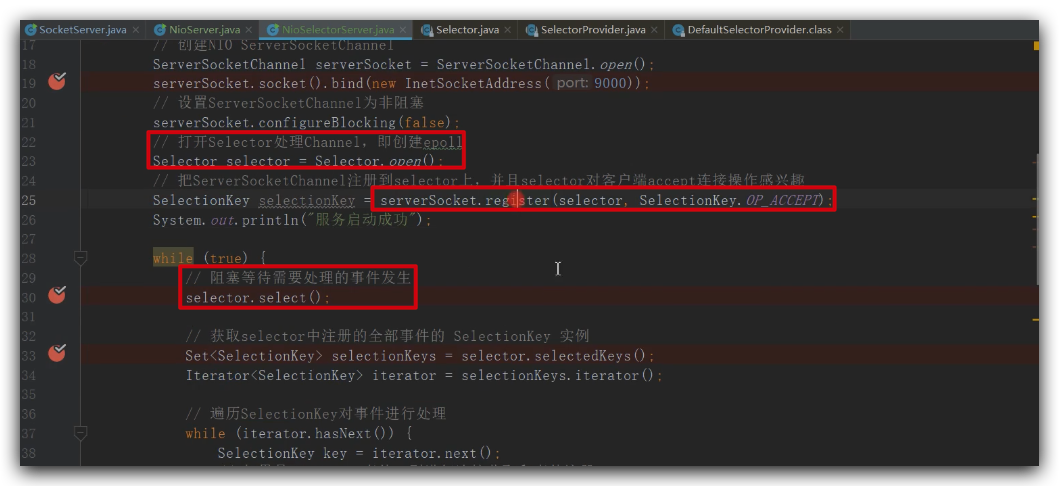 SocketServer.java × NioServer.java × NioSelectorServer.java × Selector.java × SelectorProvider.java × DefaultSelectorProvider.class ×
17 // 创建NIO ServerSocketChannel
18 ServerSocketChannel serverSocket = ServerSocketChannel.open();
19 serverSocket.socket().bind(new InetSocketAddress( port: 9000));
20 // 设置ServerSocketChannel为非阻塞
21 serverSocket.configureBlocking(false);
22 // 打开Selector处理Channel，即创建epoll
23 Selector selector = Selector.open();
24 // 把ServerSocketChannel注册到selector上，并且selector对客户端accept连接操作感兴趣
25 SelectionKey selectionKey = serverSocket.register(selector, SelectionKey.OP_ACCEPT);
26 System.out.println("服务启动成功");
27
28 while (true) {
29 // 阻塞等待需要处理的事件发生
30 selector.select();
31
32 // 获取selector中注册的全部事件的 SelectionKey 实例
33 Set<SelectionKey> selectionKeys = selector.selectedKeys();
34 Iterator<SelectionKey> iterator = selectionKeys.iterator();
35
36 // 遍历SelectionKey对事件进行处理
37 while (iterator.hasNext()) {
38 SelectionKey key = iterator.next();